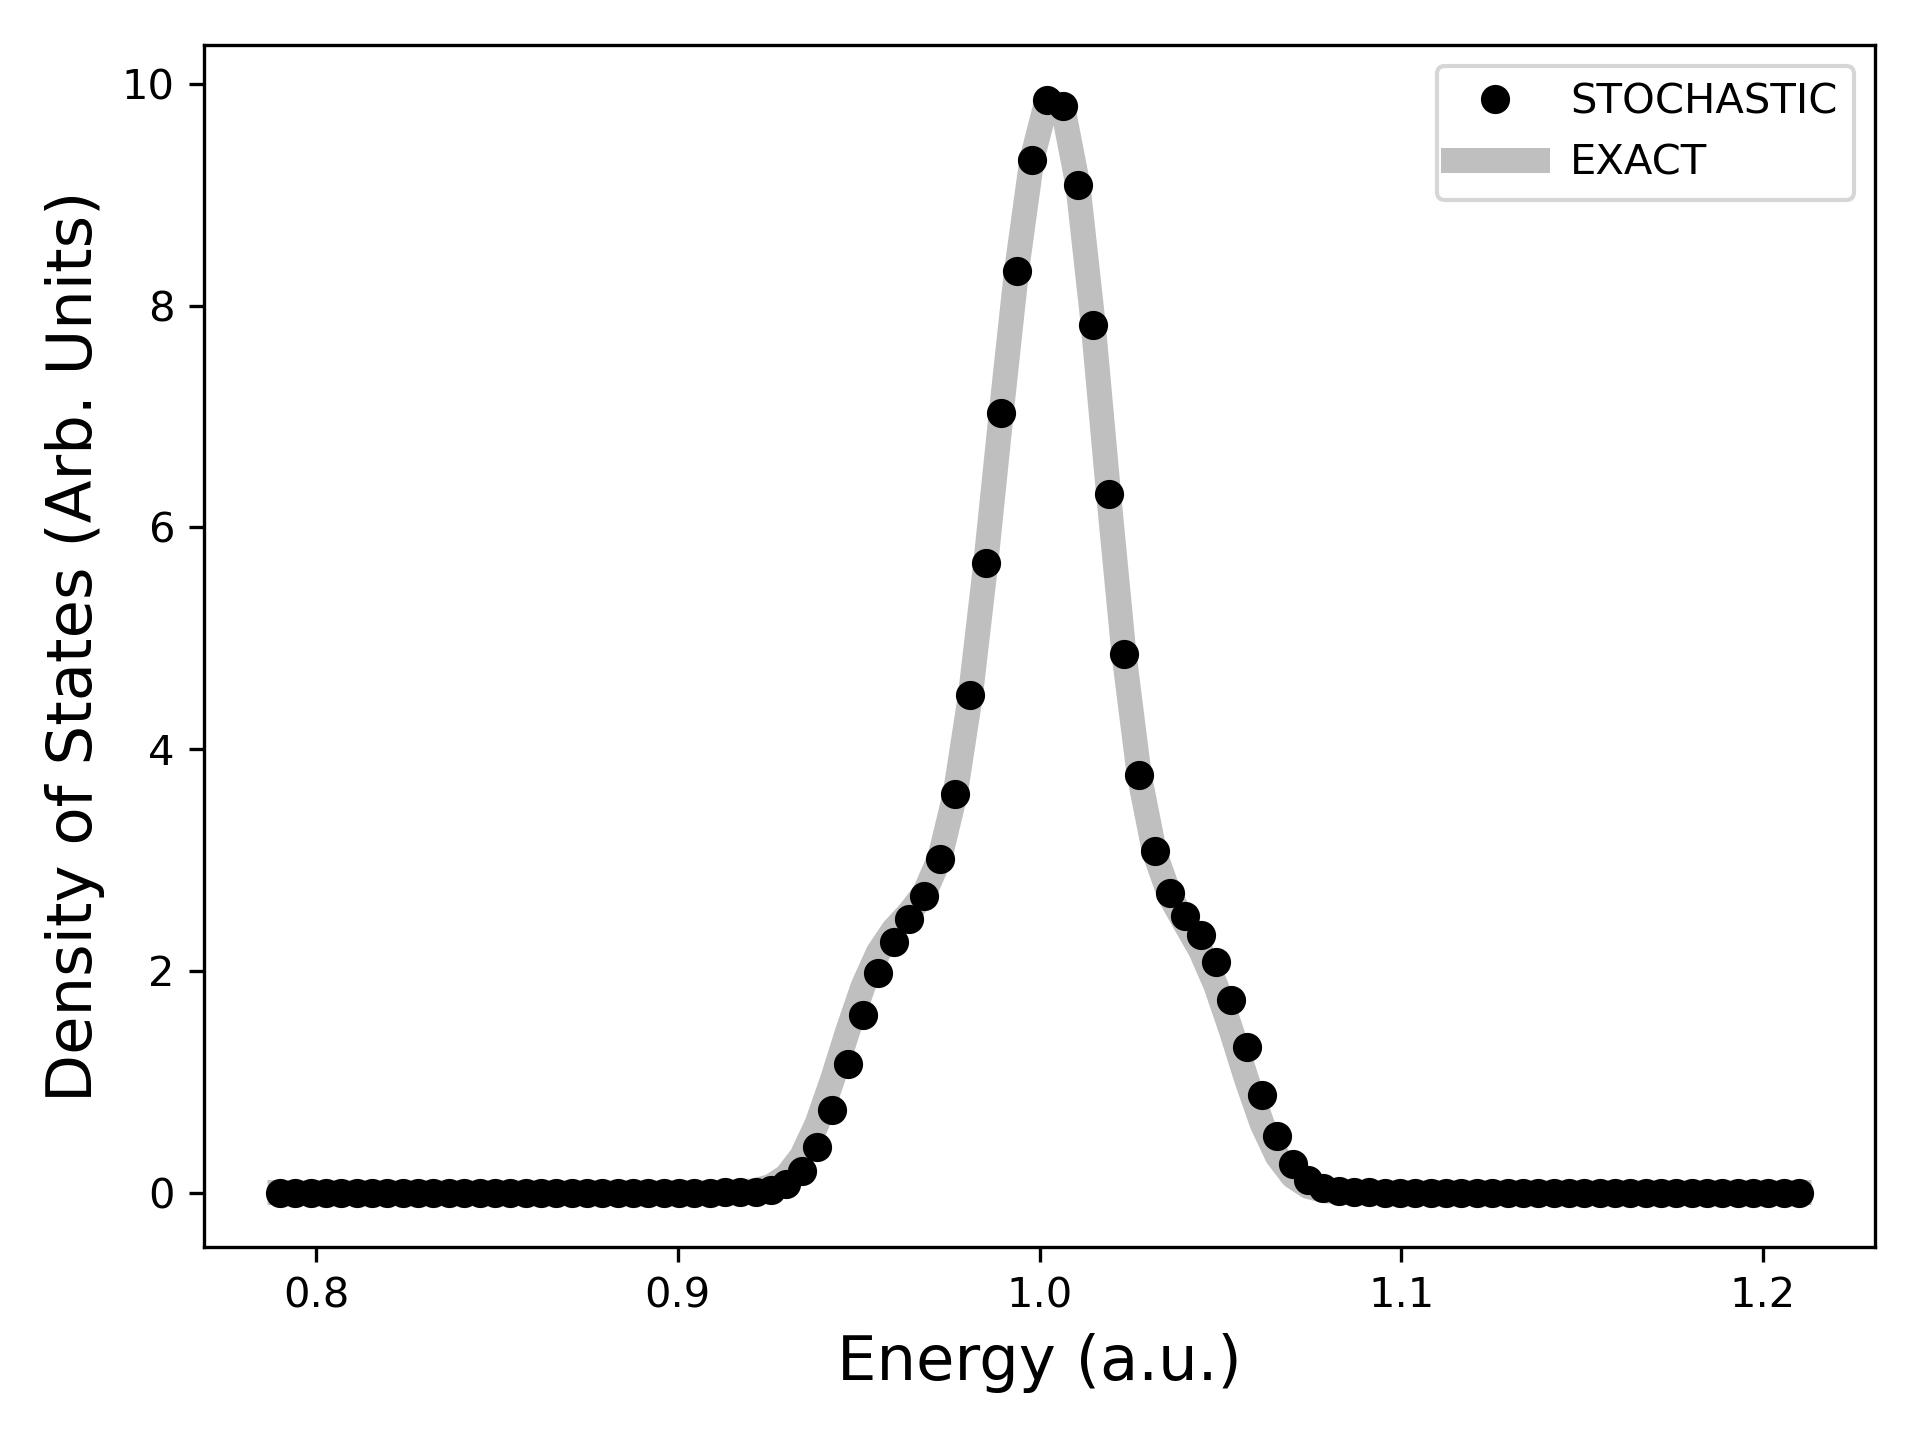 Density of States (Arb. Units)
10
8
6
4
2
0
STOCHASTIC
EXACT
0.8 0.9 1.0 1.1 1.2
Energy (a.u.)